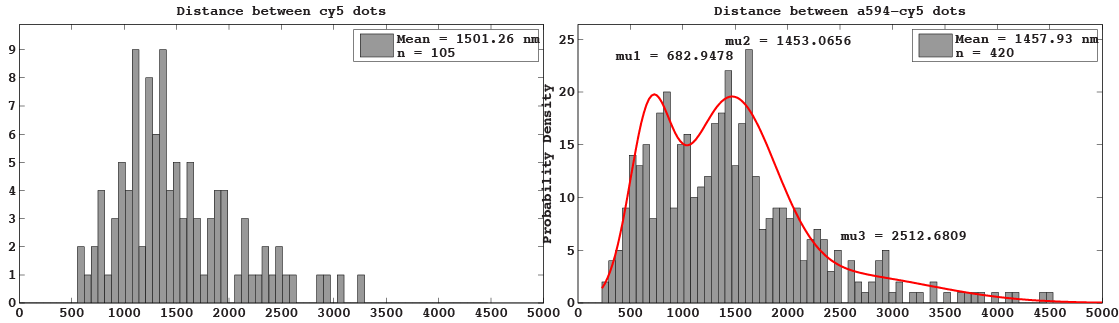 Distance between cy5 dots
Mean = 1501.26 nm
n = 105
9
8
7
6
5
4
3
2
1
0
0 500 1000 1500 2000 2500 3000 3500 4000 4500 5000
Distance between a594−cy5 dots
mu2 = 1453.0656
mu1 = 682.9478
Mean = 1457.93 nm
n = 420
mu3 = 2512.6809
Probability Density
25
20
15
10
5
0
0 500 1000 1500 2000 2500 3000 3500 4000 4500 5000